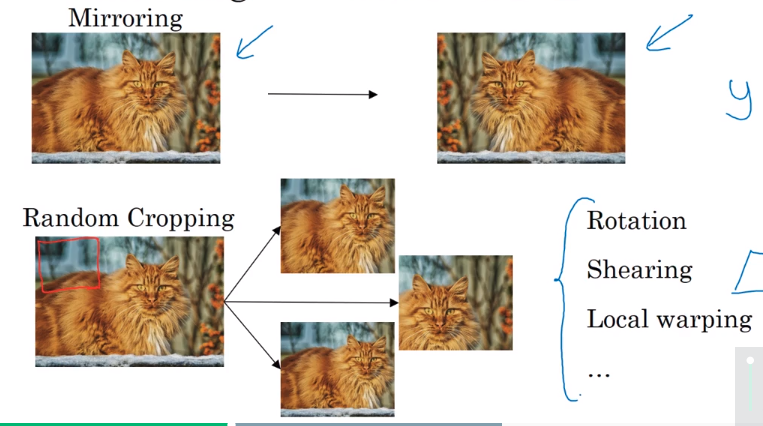 Mirroring
y
Random Cropping
Rotation
Shearing
Local warping
...